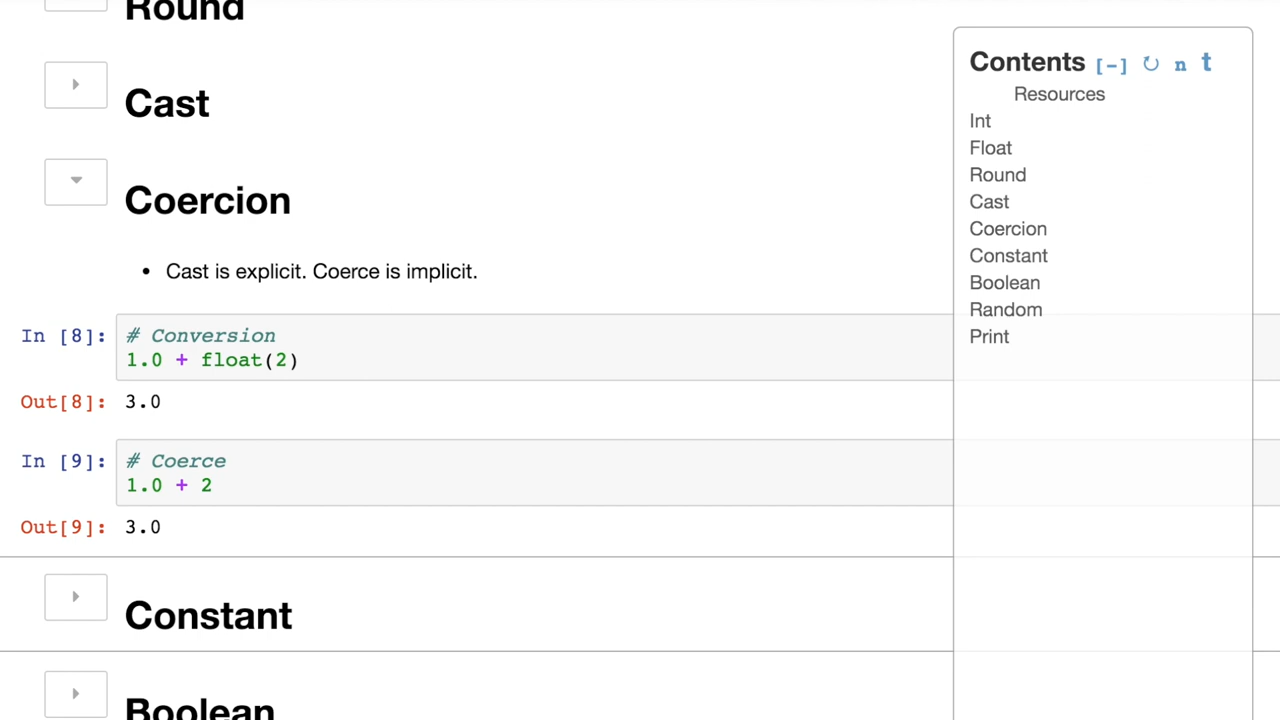 Round
Cast
Coercion
• Cast is explicit. Coerce is implicit.
In [8]:
# Conversion
1.0 + float(2)
Out[8]:
3.0
In [9]:
# Coerce
1.0 + 2
Out[9]:
3.0
Constant
Boolean
Contents [-] ↻ n t
Resources
Int
Float
Round
Cast
Coercion
Constant
Boolean
Random
Print